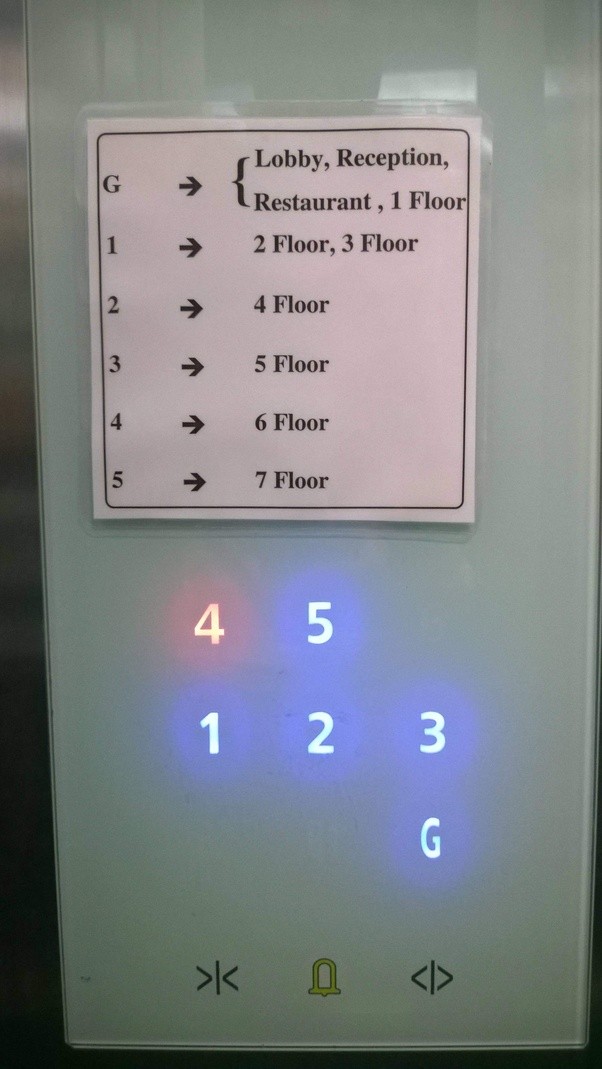 G → { Lobby, Reception,
Restaurant , 1 Floor
1 → 2 Floor, 3 Floor
2 → 4 Floor
3 → 5 Floor
4 → 6 Floor
5 → 7 Floor
4 5
1 2 3
G
>|< <|>